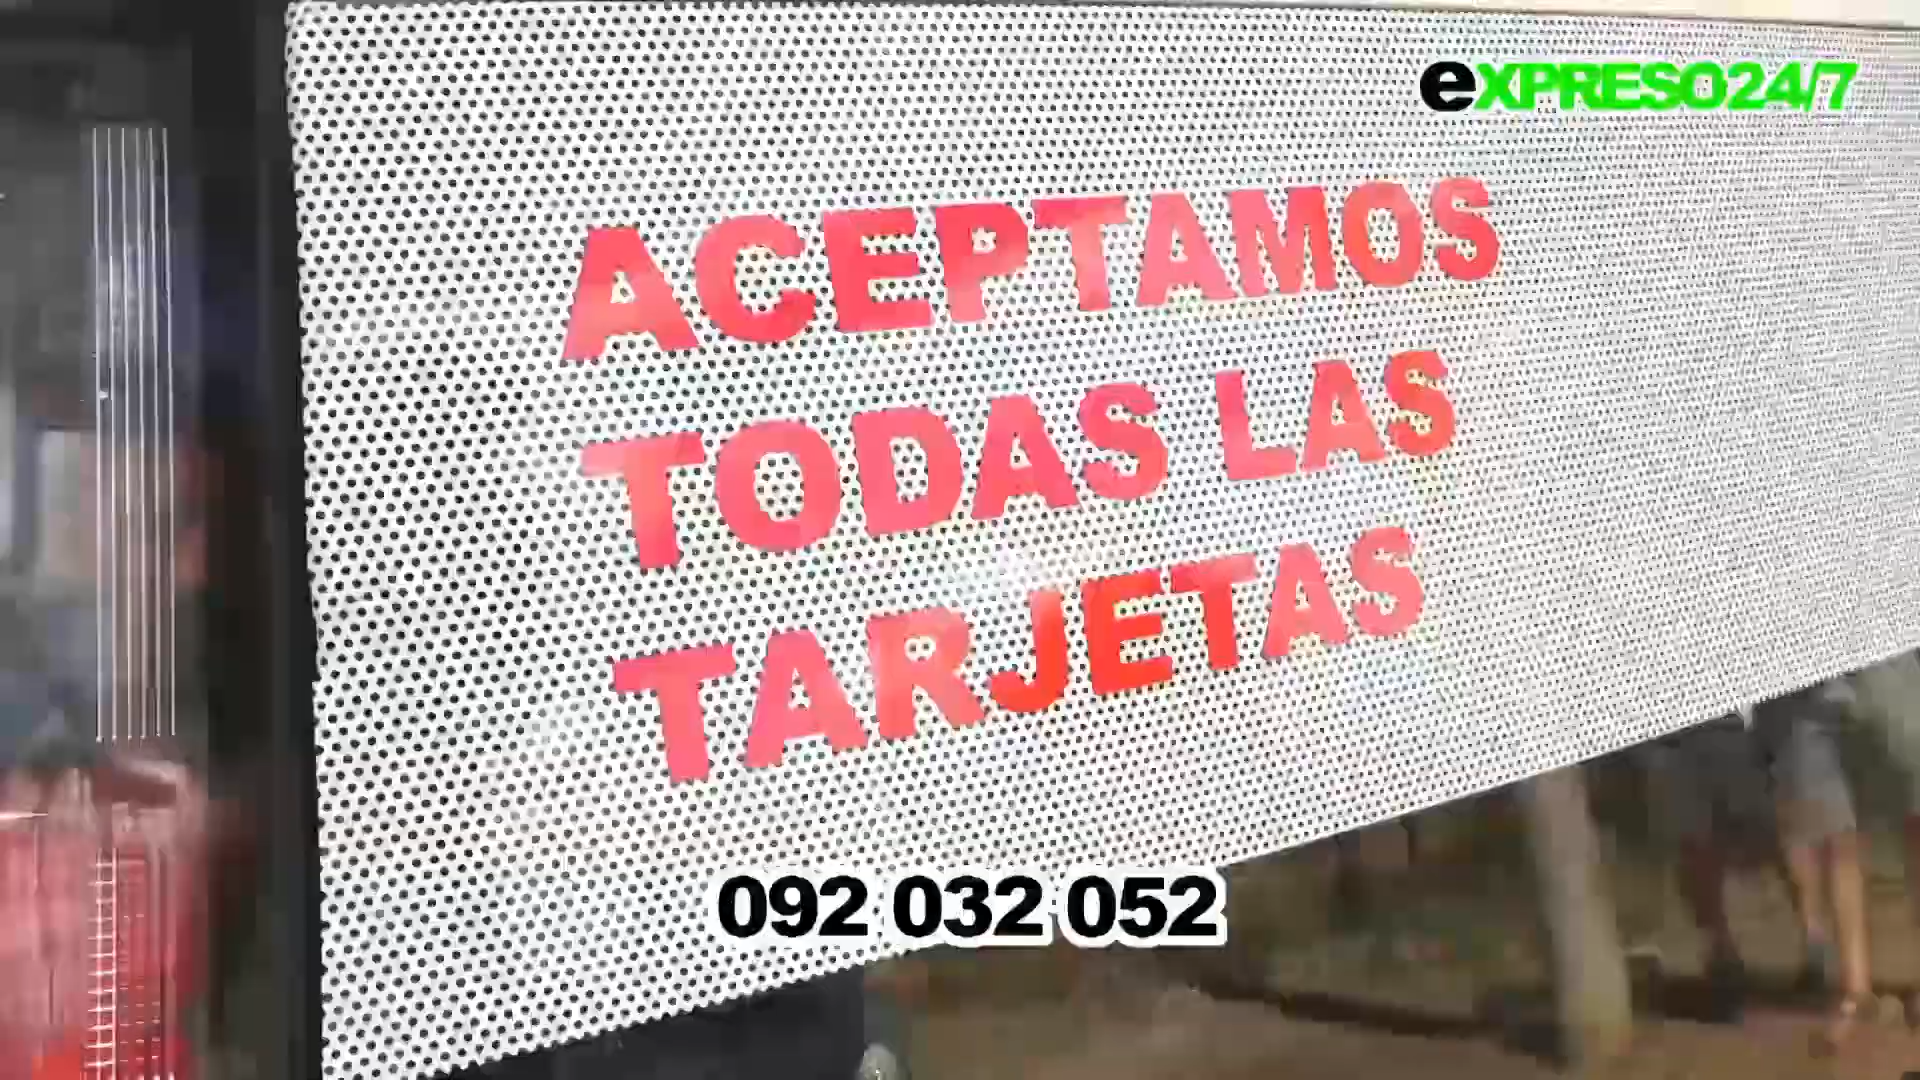 eXPRESO24/7
ACEPTAMOS
TODAS LAS
TARJETAS
092 032 052